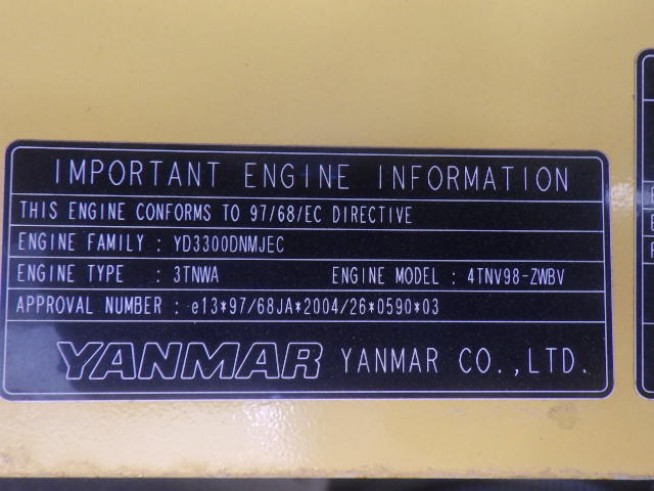 IMPORTANT ENGINE INFORMATION
THIS ENGINE CONFORMS TO 97/68/EC DIRECTIVE
ENGINE FAMILY : YD3300DNMJEC
ENGINE TYPE : 3TNWA ENGINE MODEL : 4TNV98-ZWBV
APPROVAL NUMBER : e13*97/68JA*2004/26*0590*03
YANMAR YANMAR CO.,LTD.